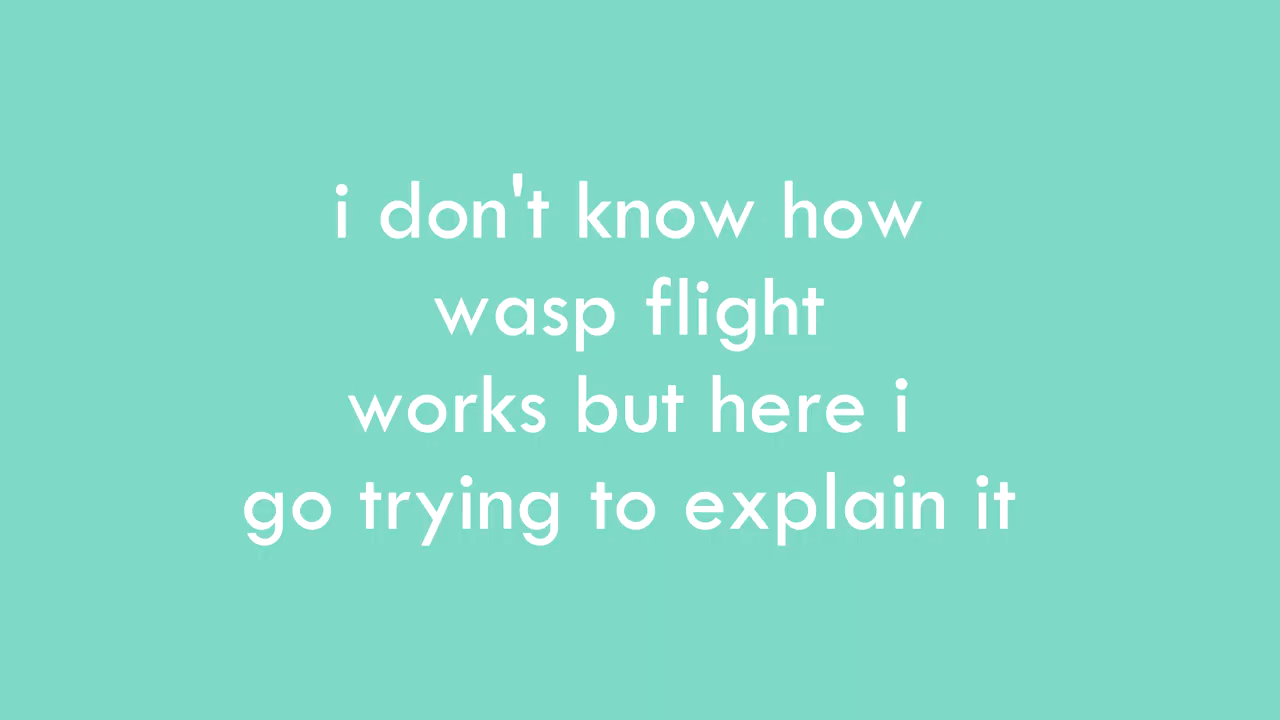 i don't know how
wasp flight
works but here i
go trying to explain it